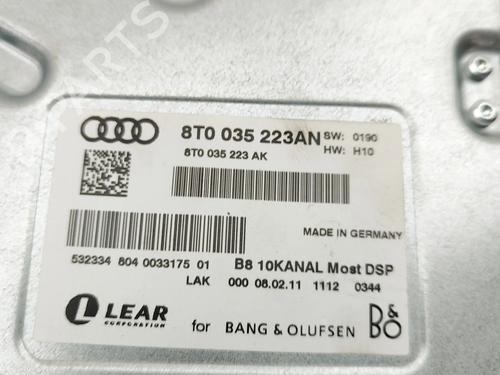 PARTS
8T0 035 223AN SW: 0190
8T0 035 223 AK HW: H10
MADE IN GERMANY
532334 804 0033175 01 B8 10KANAL Most DSP
LAK 000 08.02.11 1112 0344
LEAR
CORPORATION
for BANG & OLUFSEN B&O